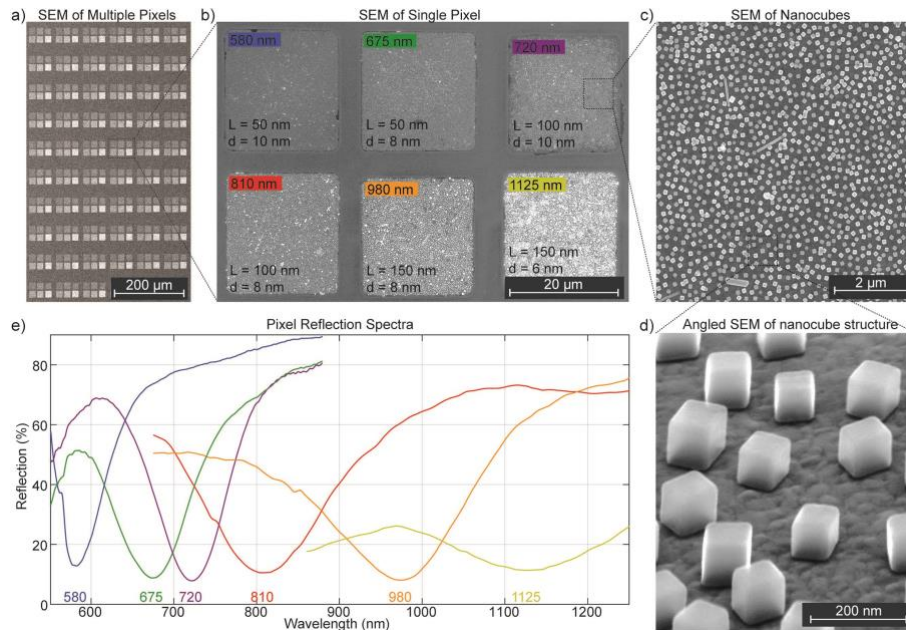 a) SEM of Multiple Pixels
200 µm
b) SEM of Single Pixel
580 nm
L = 50 nm
d = 10 nm
675 nm
L = 50 nm
d = 8 nm
720 nm
L = 100 nm
d = 10 nm
810 nm
L = 100 nm
d = 8 nm
980 nm
L = 150 nm
d = 8 nm
1125 nm
L = 150 nm
d = 6 nm
20 µm
c) SEM of Nanocubes
2 µm
d) Angled SEM of nanocube structure
200 nm
e) Pixel Reflection Spectra
Reflection (%)
80
60
40
20
0
580 675 720 810 980 1125
600 700 800 900 1000 1100 1200
Wavelength (nm)